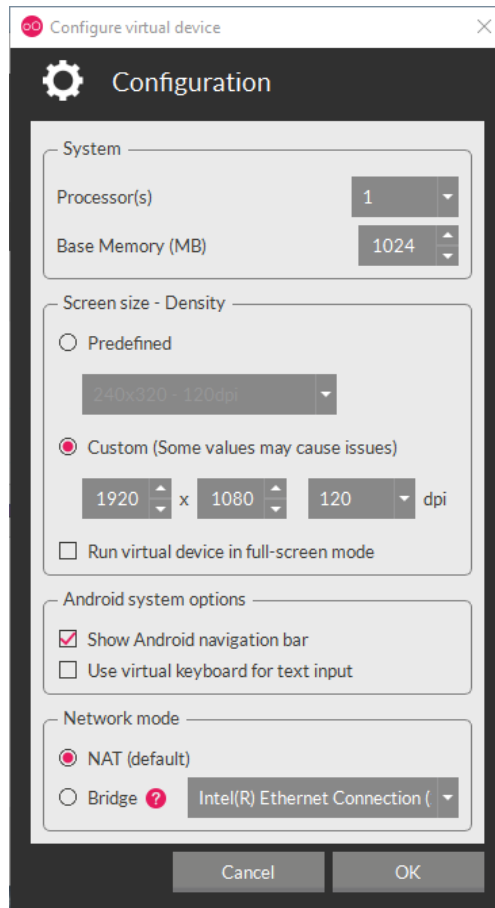 Configure virtual device
Configuration
System
Processor(s)
1
Base Memory (MB)
1024
Screen size - Density
Predefined
240x320 - 120dpi
Custom (Some values may cause issues)
1920 x 1080 120 dpi
Run virtual device in full-screen mode
Android system options
Show Android navigation bar
Use virtual keyboard for text input
Network mode
NAT (default)
Bridge ? Intel(R) Ethernet Connection (
Cancel OK